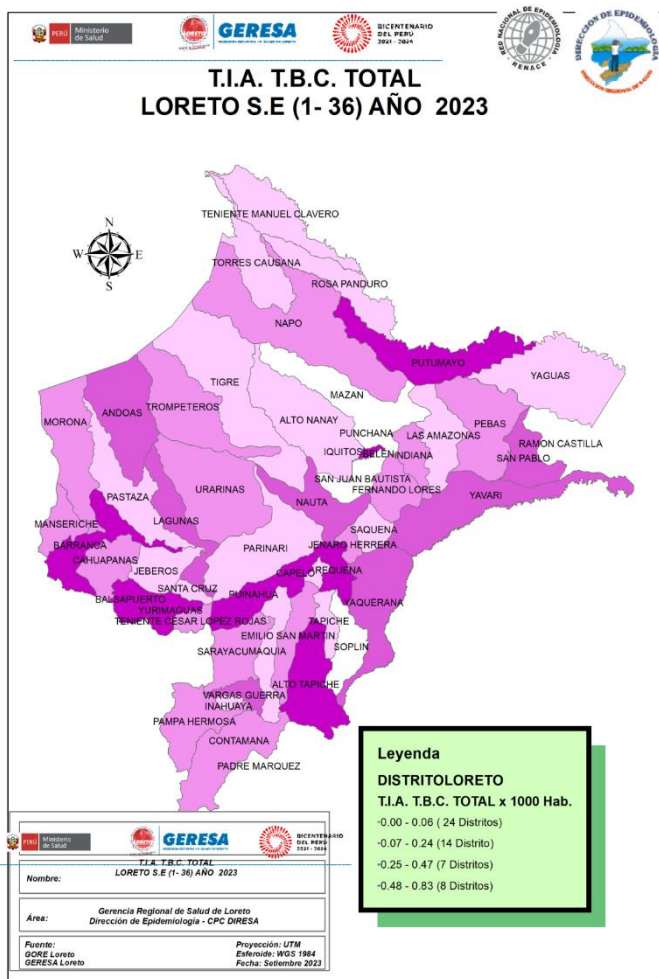 PERÚ
Ministerio
de Salud
LORETO
GERESA
BICENTENARIO
DEL PERÚ
2021 - 2024
RED NACIONAL DE EPIDEMIOLOGÍA
RENACE
DIRECCION DE EPIDEMIOLOGÍA
T.I.A. T.B.C. TOTAL
LORETO S.E (1- 36) AÑO 2023
N
W
E
S
TENIENTE MANUEL CLAVERO
TORRES CAUSANA
ROSA PANDURO
NAPO
PUTUMAYO
YAGUAS
TIGRE
MAZAN
ANDOAS
TROMPETEROS
MORONA
ALTO NANAY
PEBAS
PUNCHANA
LAS AMAZONAS
RAMON CASTILLA
IQUITOS
BELEN
INDIANA
SAN PABLO
SAN JUAN BAUTISTA
URARINAS
FERNANDO LORES
YAVARI
PASTAZA
NAUTA
LAGUNAS
MANSERICHE
SAQUENA
BARRANCA
PARINARI
JENARO HERRERA
CAHUAPANAS
JEBEROS
CAPELO
AREQUENA
SANTA CRUZ
BALSAPUERTO
PUINAHUA
YAQUERANA
YURIMAGUAS
TENIENTE CESAR LOPEZ ROJAS
TAPICHE
EMILIO SAN MARTIN
SOPLIN
SARAYACU
MAQUIA
ALTO TAPICHE
VARGAS GUERRA
INAHUAYA
PAMPA HERMOSA
CONTAMANA
PADRE MARQUEZ
Leyenda
DISTRITOLORETO
T.I.A. T.B.C. TOTAL x 1000 Hab.
-0.00 - 0.06 ( 24 Distritos)
-0.07 - 0.24 (14 Distrito)
-0.25 - 0.47 (7 Distritos)
-0.48 - 0.83 (8 Distritos)
PERÚ
Ministerio
de Salud
LORETO
GERESA
BICENTENARIO
DEL PERÚ
2021 - 2024
Nombre:
T.I.A. T.B.C. TOTAL
LORETO S.E (1- 36) AÑO 2023
Área:
Gerencia Regional de Salud de Loreto
Dirección de Epidemiologia - CPC DIRESA
Fuente:
GORE Loreto
GERESA Loreto
Proyección: UTM
Esferoide: WGS 1984
Fecha: Setiembre 2023